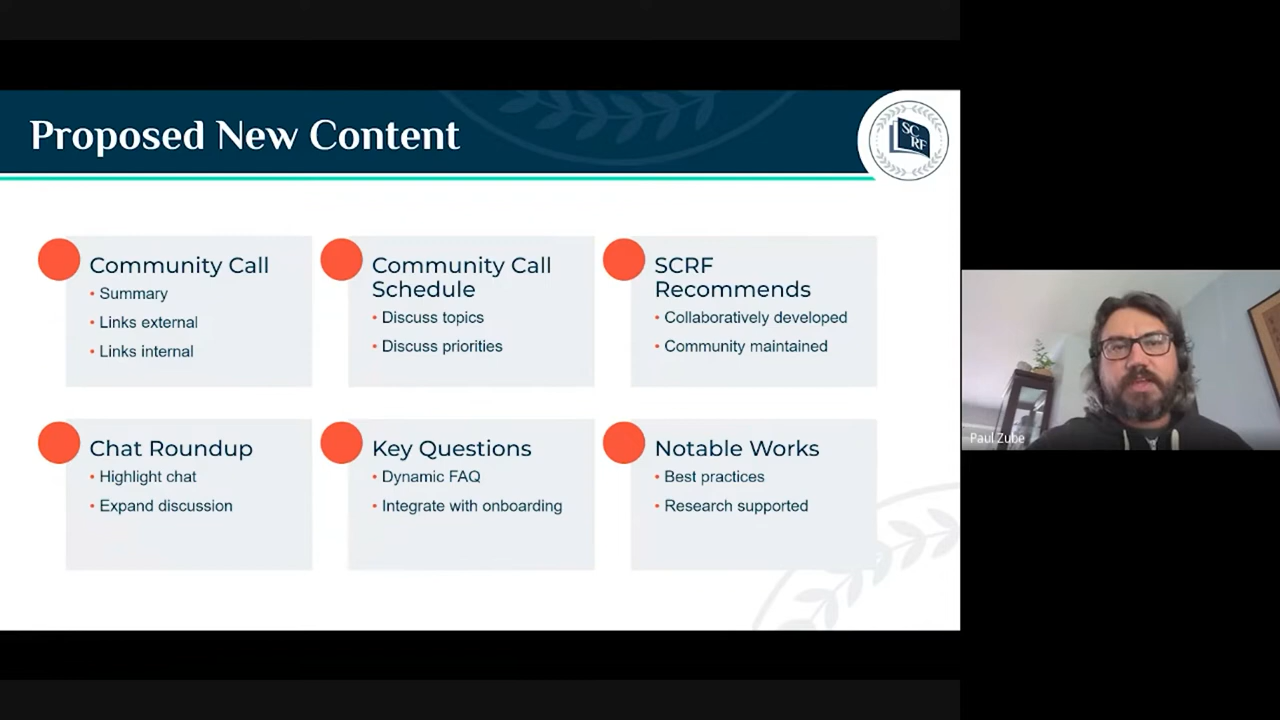 Proposed New Content
SC
RF
Community Call
• Summary
• Links external
• Links internal
Community Call
Schedule
• Discuss topics
• Discuss priorities
SCRF
Recommends
• Collaboratively developed
• Community maintained
Chat Roundup
• Highlight chat
• Expand discussion
Key Questions
• Dynamic FAQ
• Integrate with onboarding
Notable Works
• Best practices
• Research supported
Paul Zube